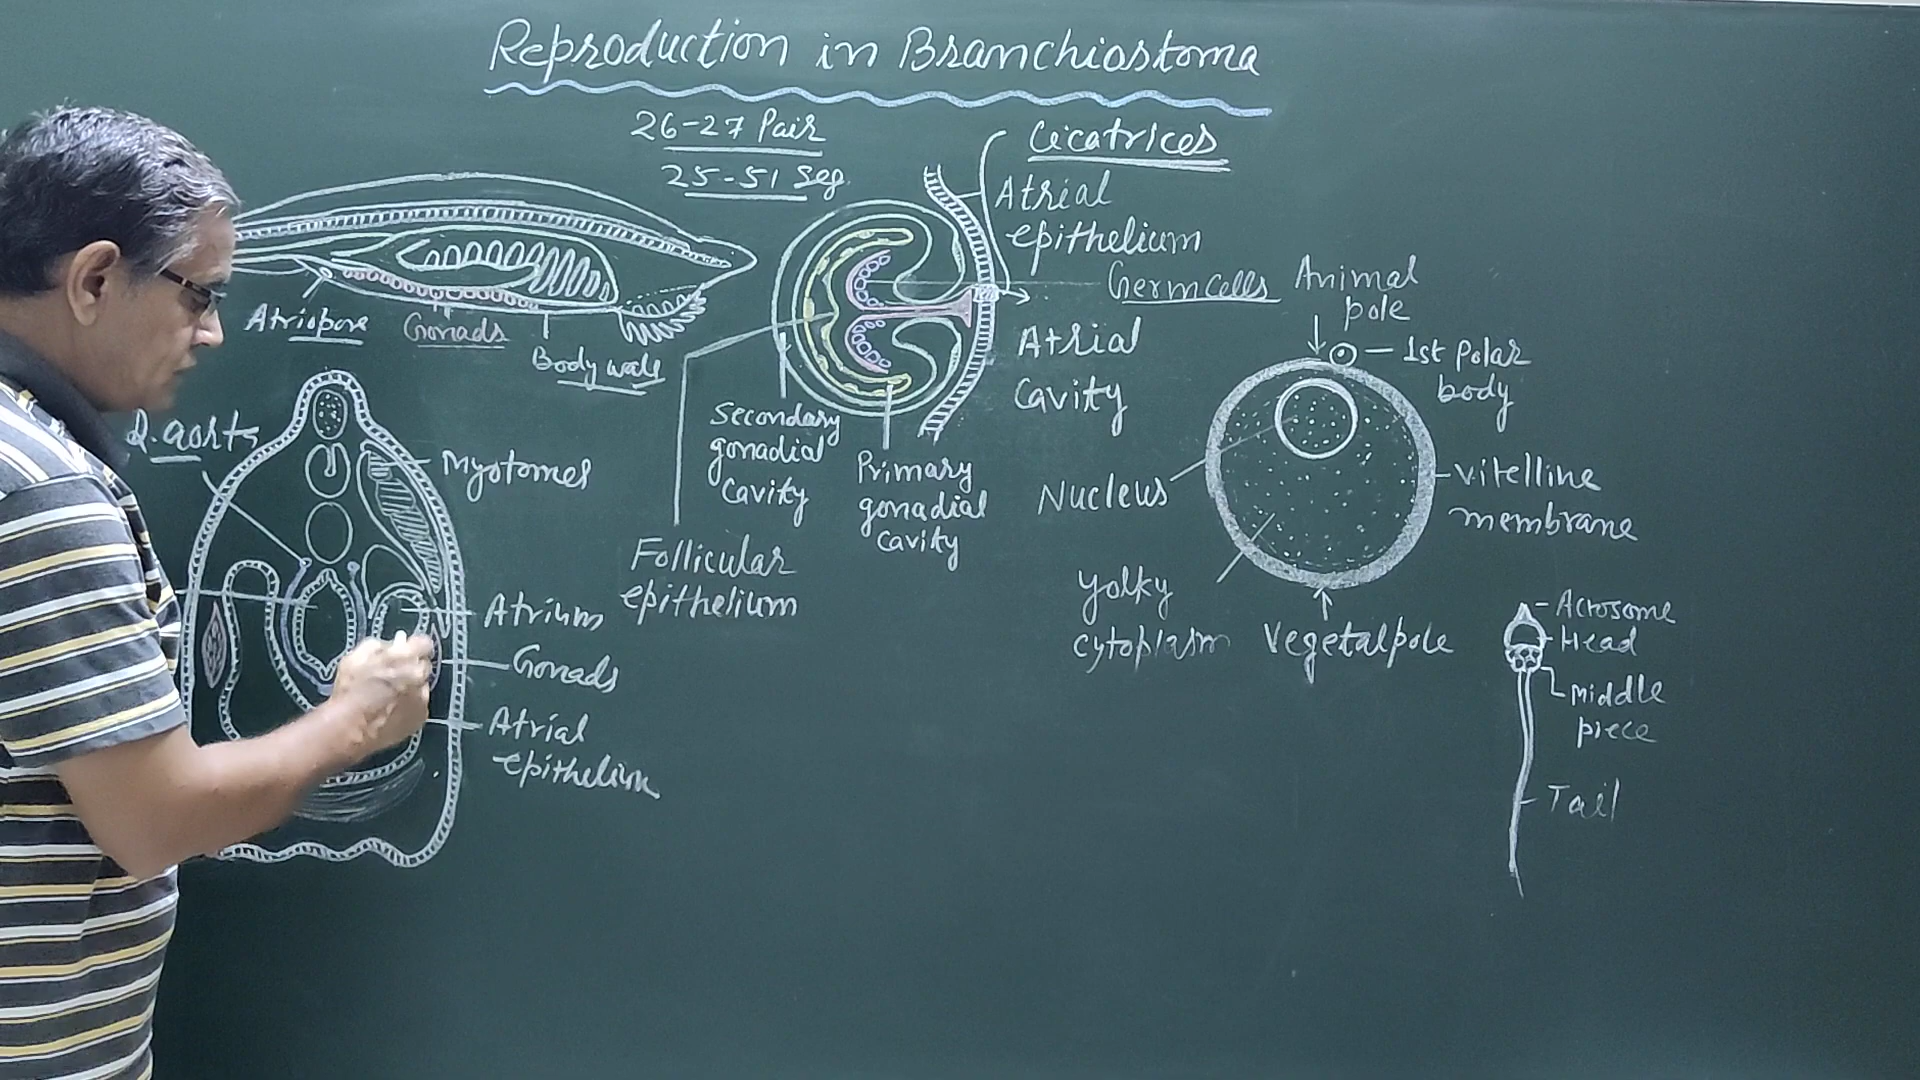 Reproduction in Branchiostoma
26-27 Pair
25-51 Seg.
Cicatrices
Atrial
epithelium
Germcells
Atrial
Cavity
Atriopore
Gonads
Body wall
Secondary
gonadial
Cavity
Primary
gonadial
Cavity
Follicular
epithelium
D. aorta
Myotomes
Atrium
Gonads
Atrial
epithelium
Animal
pole
1st Polar
body
Nucleus
Vitelline
membrane
Yolky
cytoplasm
Vegetalpole
Acrosome
Head
Middle
piece
Tail